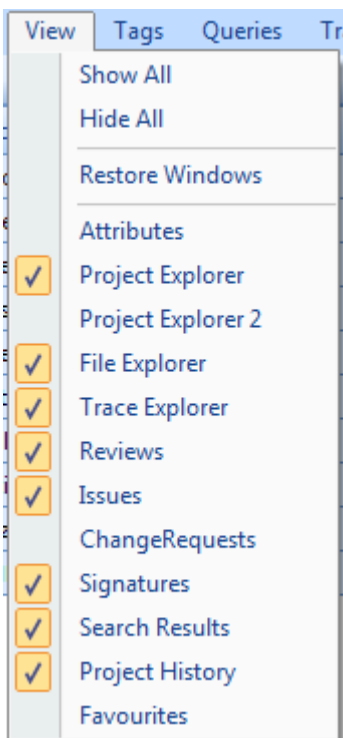 View Tags Queries Tr
Show All
Hide All
Restore Windows
Attributes
Project Explorer
Project Explorer 2
File Explorer
Trace Explorer
Reviews
Issues
ChangeRequests
Signatures
Search Results
Project History
Favourites